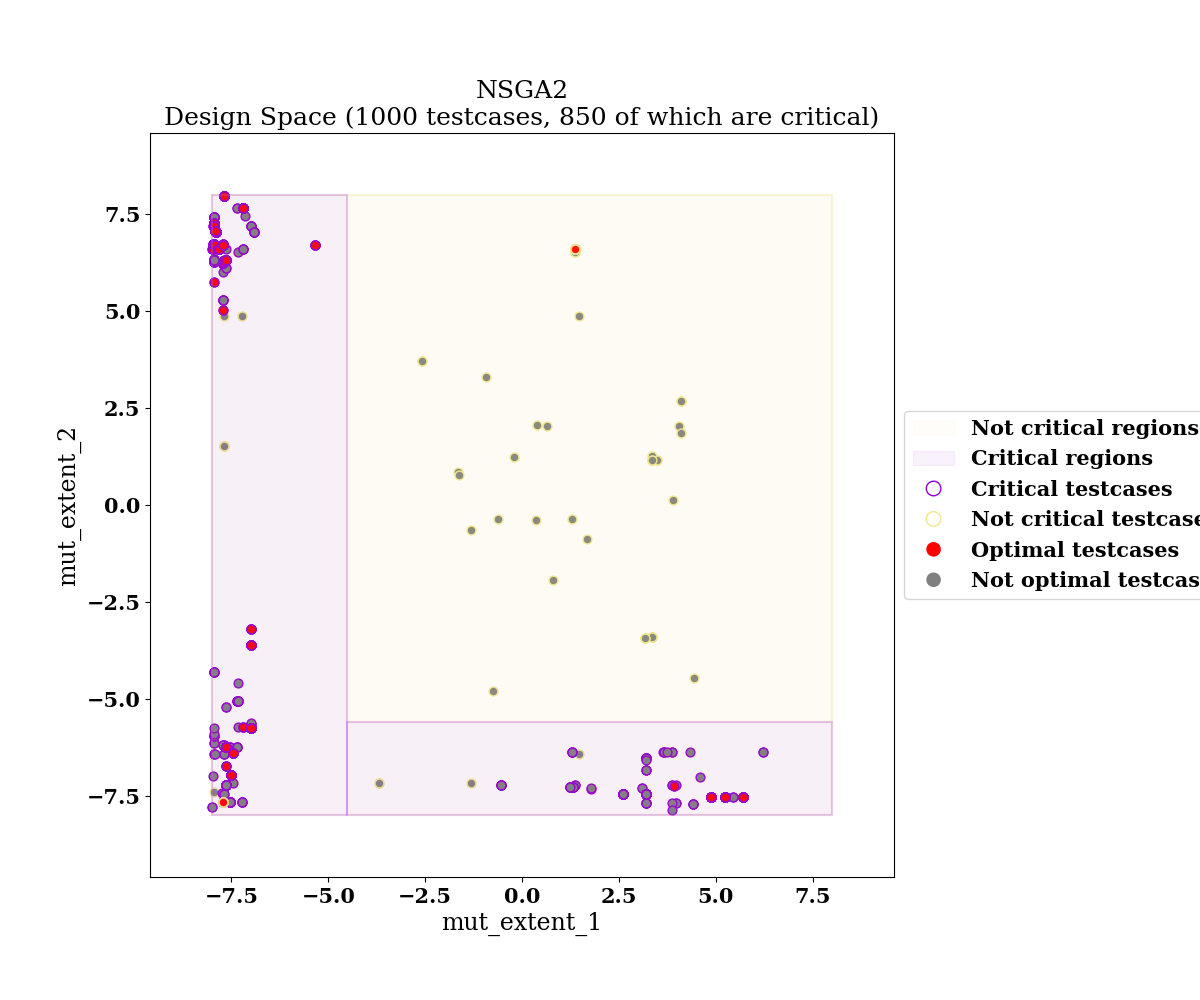 NSGA2
Design Space (1000 testcases, 850 of which are critical)
7.5
5.0
2.5
0.0
−2.5
−5.0
−7.5
mut_extent_2
−7.5 −5.0 −2.5 0.0 2.5 5.0 7.5
mut_extent_1
Not critical regions
Critical regions
Critical testcases
Not critical testcase
Optimal testcases
Not optimal testcas